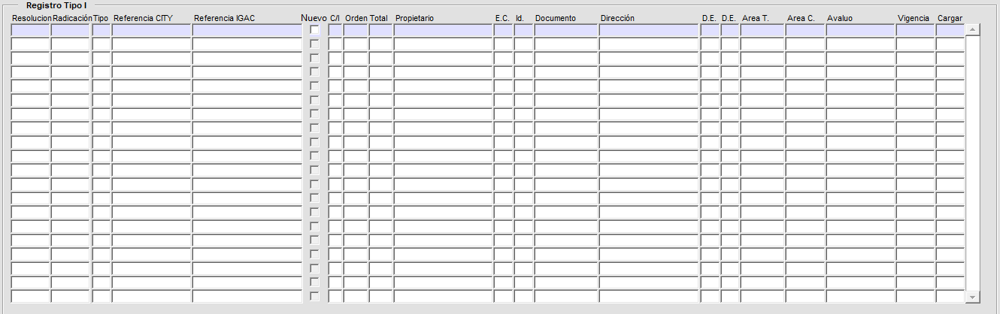 Registro Tipo I
Resolucion Radicación Tipo Referencia CITY Referencia IGAC Nuevo C/I Orden Total Propietario E.C. Id. Documento Dirección D.E. D.E. Area T. Area C. Avaluo Vigencia Cargar